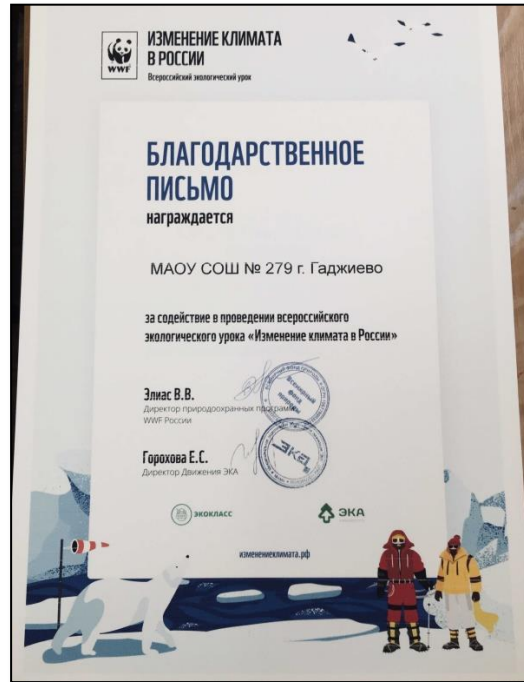 WWF
ИЗМЕНЕНИЕ КЛИМАТА
В РОССИИ
Всероссийский экологический урок
БЛАГОДАРСТВЕННОЕ
ПИСЬМО
награждается
МАОУ СОШ № 279 г. Гаджиево
за содействие в проведении всероссийского
экологического урока «Изменение климата в России»
Элиас В.В.
Директор природоохранных программы
WWF России
Горохова Е.С.
Директор Движения ЭКА
ЭКА
ЭКОКЛАСС
ЭКА
изменениеклимата.рф